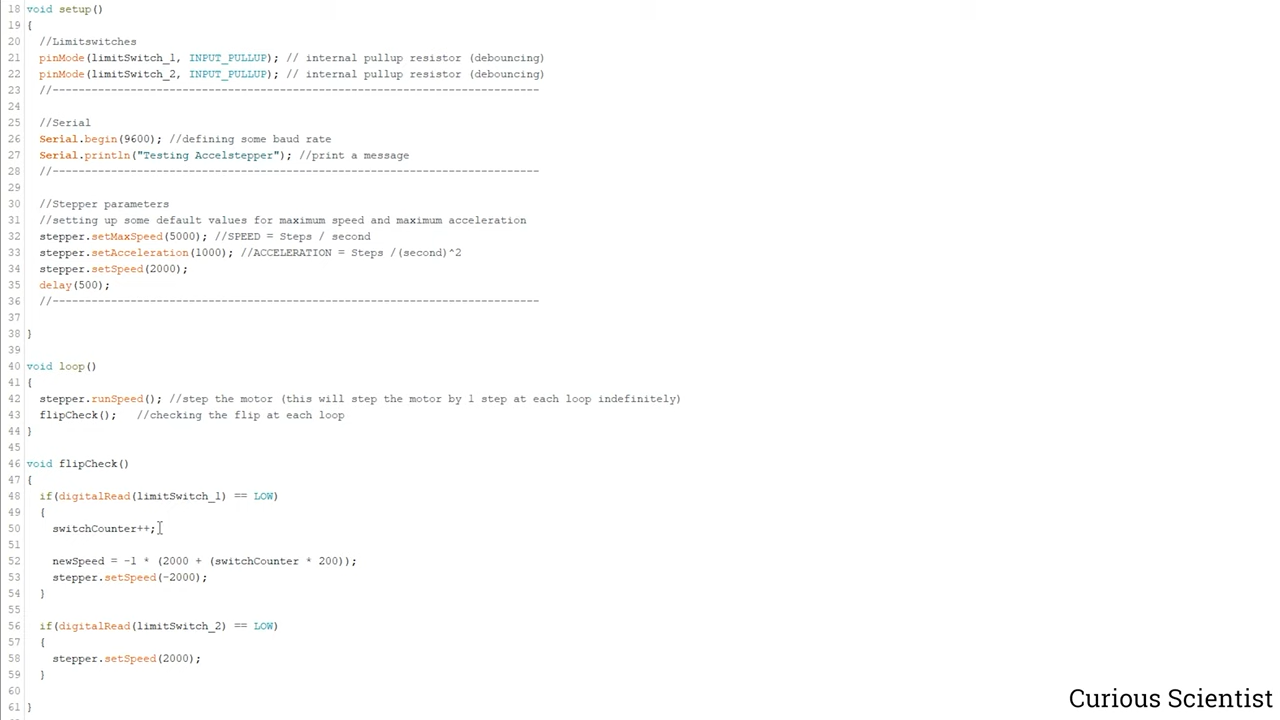 18 void setup()
19 {
20 //Limitswitches
21 pinMode(limitSwitch_1, INPUT_PULLUP); // internal pullup resistor (debouncing)
22 pinMode(limitSwitch_2, INPUT_PULLUP); // internal pullup resistor (debouncing)
23 //----------------------------------------------------------------------------
24
25 //Serial
26 Serial.begin(9600); //defining some baud rate
27 Serial.println("Testing Accelstepper"); //print a message
28 //----------------------------------------------------------------------------
29
30 //Stepper parameters
31 //setting up some default values for maximum speed and maximum acceleration
32 stepper.setMaxSpeed(5000); //SPEED = Steps / second
33 stepper.setAcceleration(1000); //ACCELERATION = Steps /(second)^2
34 stepper.setSpeed(2000);
35 delay(500);
36 //----------------------------------------------------------------------------
37
38 }
39
40 void loop()
41 {
42 stepper.runSpeed(); //step the motor (this will step the motor by 1 step at each loop indefinitely)
43 flipCheck(); //checking the flip at each loop
44 }
45
46 void flipCheck()
47 {
48 if(digitalRead(limitSwitch_1) == LOW)
49 {
50 switchCounter++;
51
52 newSpeed = -1 * (2000 + (switchCounter * 200));
53 stepper.setSpeed(-2000);
54 }
55
56 if(digitalRead(limitSwitch_2) == LOW)
57 {
58 stepper.setSpeed(2000);
59 }
60
61 }
Curious Scientist